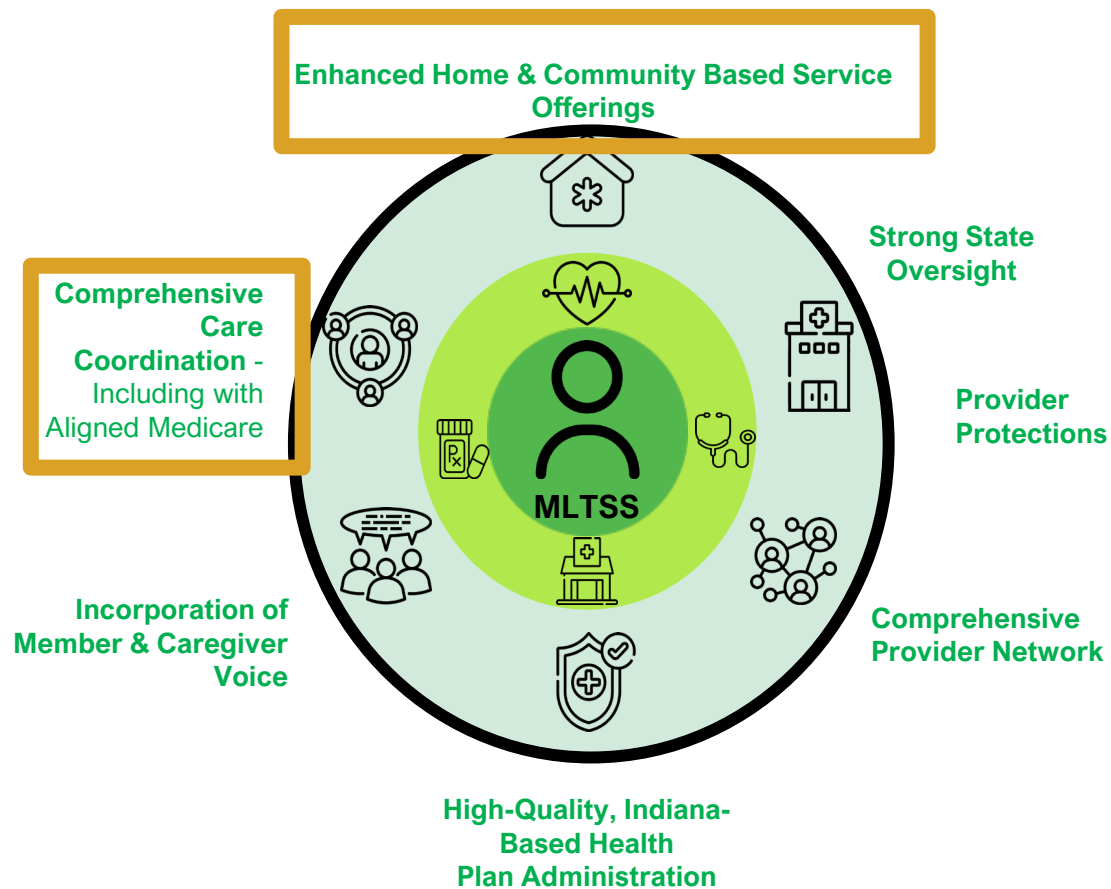 Enhanced Home & Community Based Service
Offerings
Strong State
Oversight
Comprehensive
Care
Coordination -
Including with
Aligned Medicare
Provider
Protections
Rx
MLTSS
Incorporation of
Member & Caregiver
Voice
Comprehensive
Provider Network
High-Quality, Indiana-
Based Health
Plan Administration